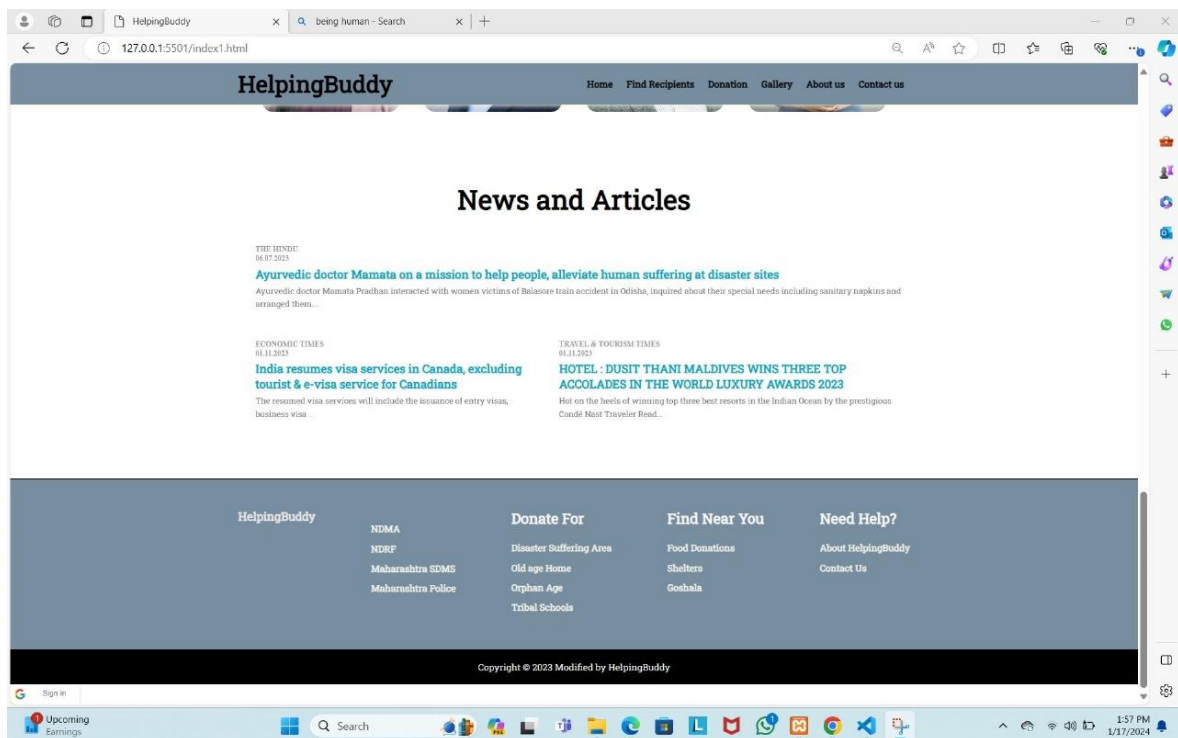 HelpingBuddy
being human - Search
127.0.0.1:5501/index1.html
HelpingBuddy
Home Find Recipients Donation Gallery About us Contact us
News and Articles
THE HINDU
06.07.2023
Ayurvedic doctor Mamata on a mission to help people, alleviate human suffering at disaster sites
Ayurvedic doctor Mamata Pradhan interacted with women victims of Balasore train accident in Odisha, inquired about their special needs including sanitary napkins and
arranged them...
ECONOMIC TIMES
01.11.2023
India resumes visa services in Canada, excluding
tourist & e-visa service for Canadians
The resumed visa services will include the issuance of entry visas,
business visa...
TRAVEL & TOURISM TIMES
01.11.2023
HOTEL : DUSIT THANI MALDIVES WINS THREE TOP
ACCOLADES IN THE WORLD LUXURY AWARDS 2023
Hot on the heels of winning top three best resorts in the Indian Ocean by the prestigious
Condé Nast Traveler Read...
HelpingBuddy
NDMA
NDRF
Maharashtra SDMS
Maharashtra Police
Donate For
Disaster Suffering Area
Old age Home
Orphan Age
Tribal Schools
Find Near You
Food Donations
Shelters
Goshala
Need Help?
About HelpingBuddy
Contact Us
Copyright © 2023 Modified by HelpingBuddy
Sign in
Upcoming
Earnings
Search
1:57 PM
1/17/2024